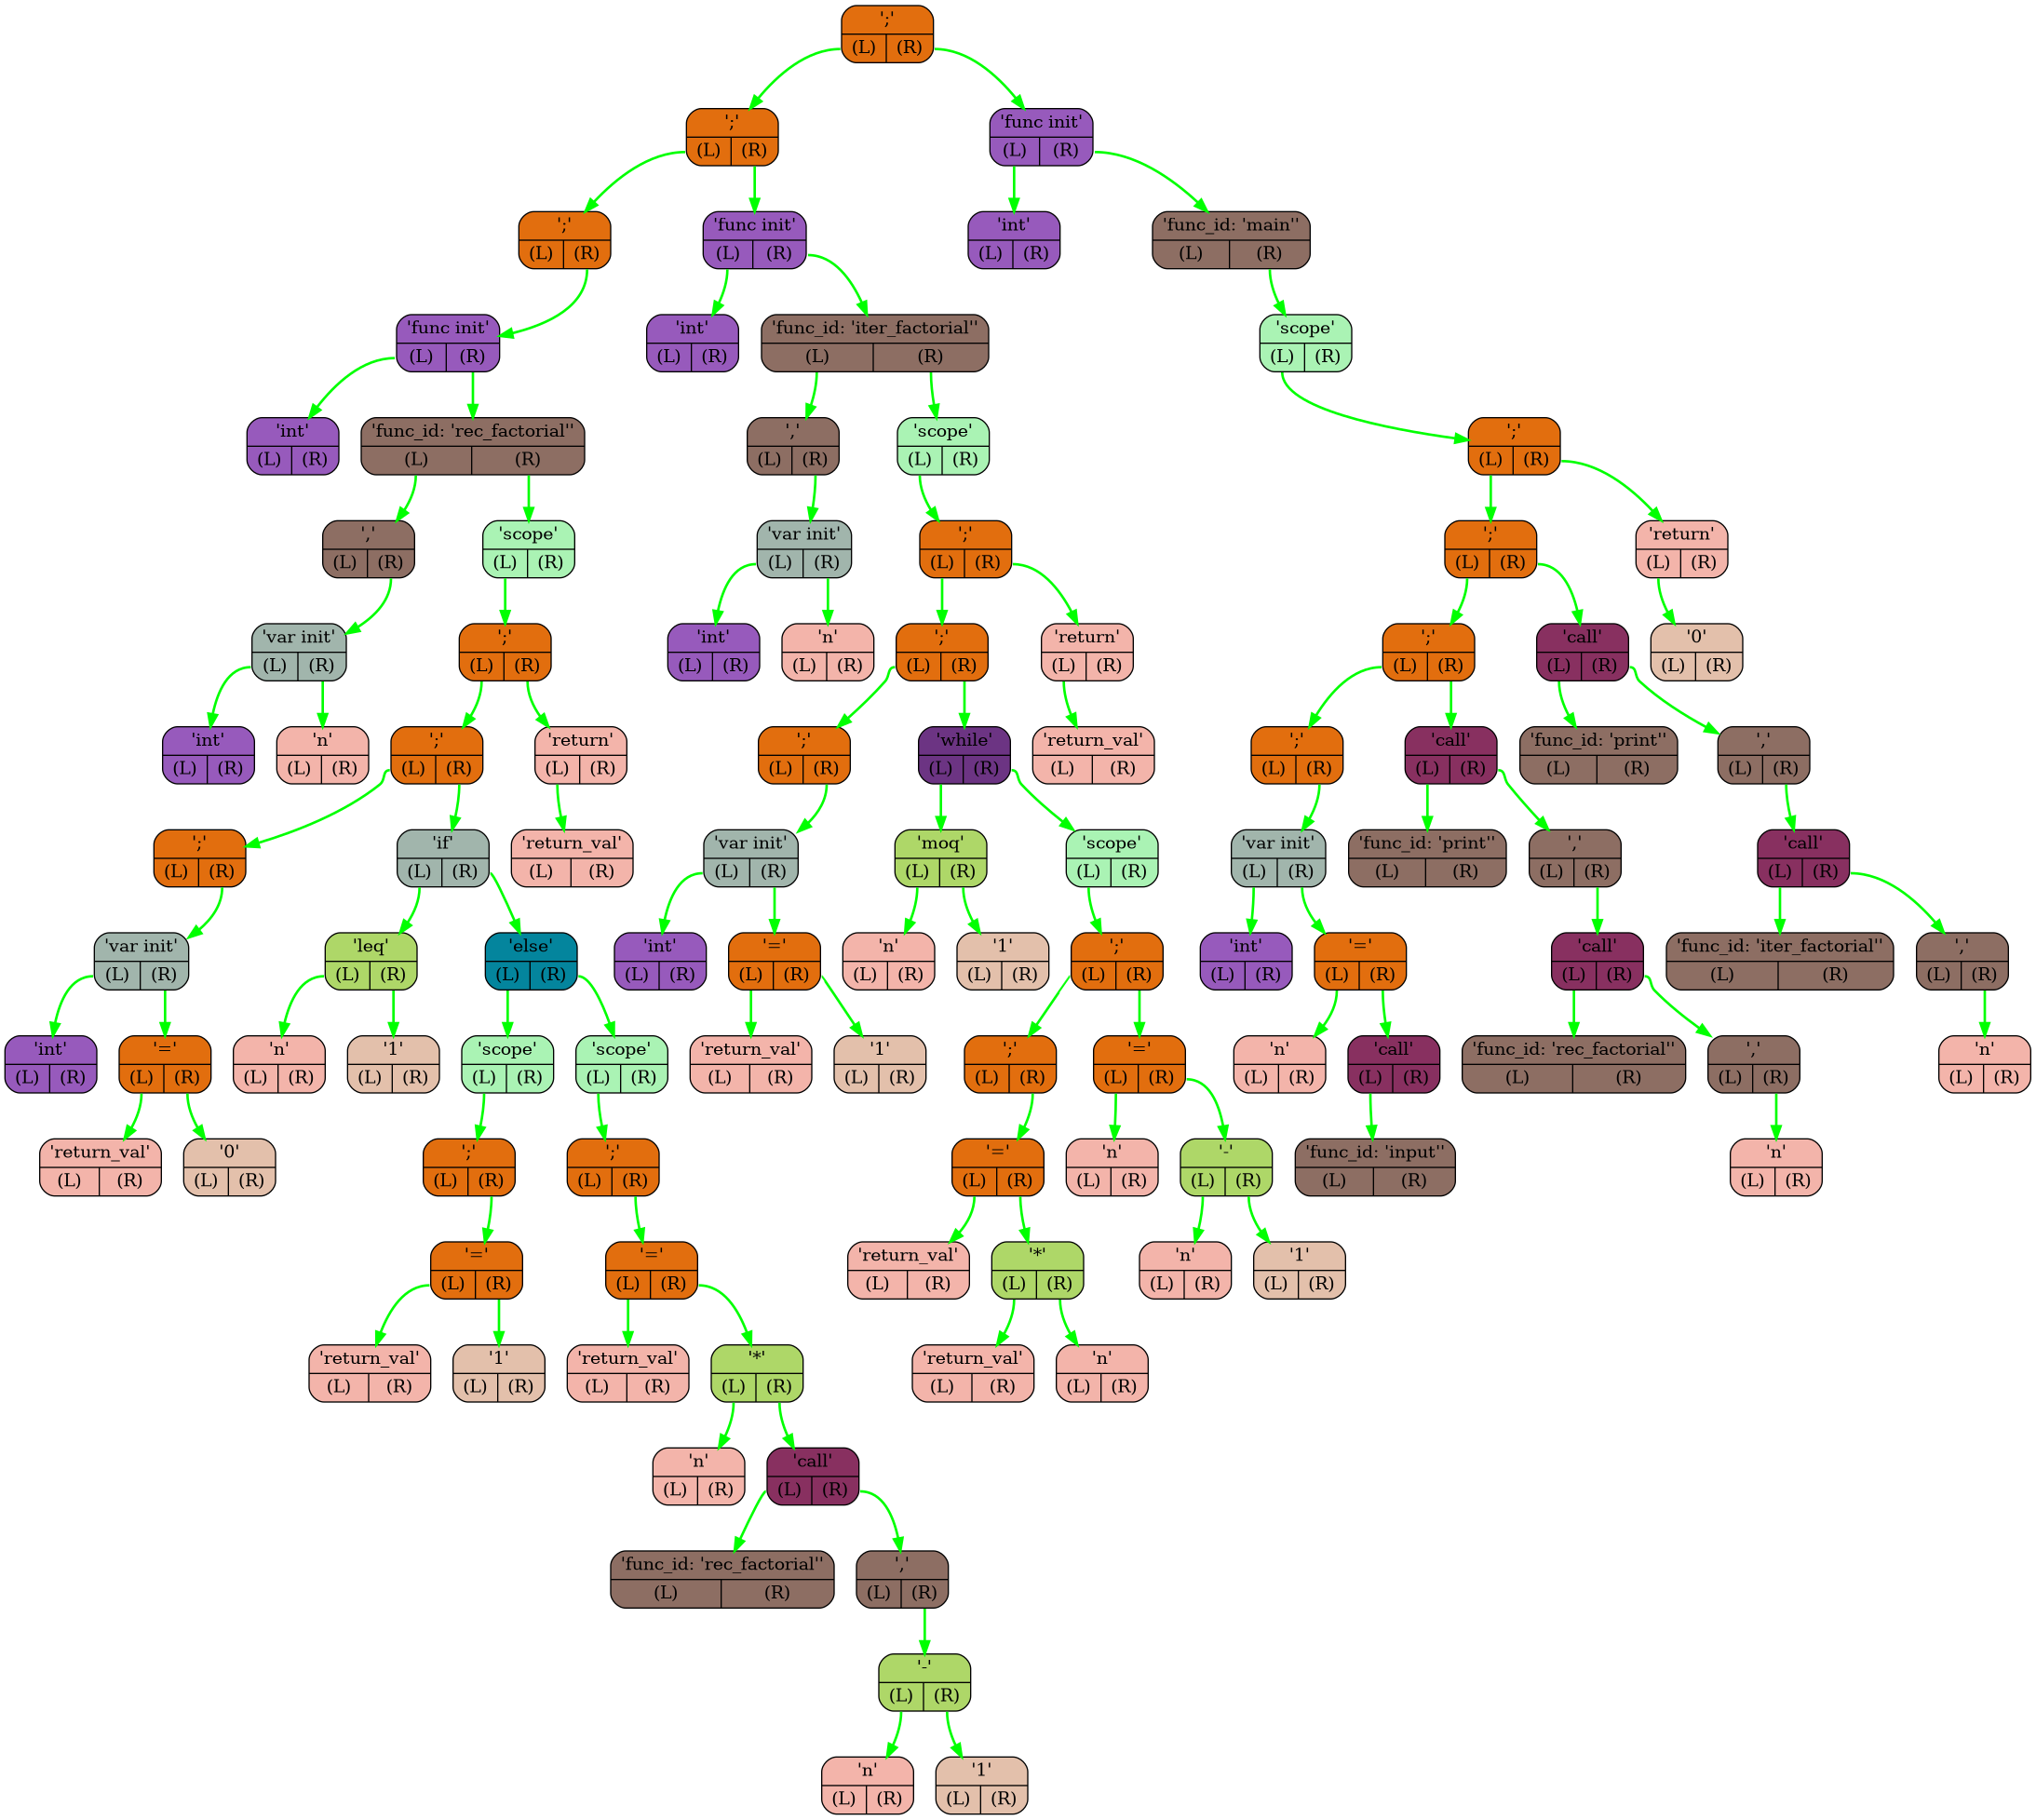 ';'
(L) (R)
';' 'func init'
(L) (R) (L) (R)
';' 'func init' 'int' 'func_id: 'main''
(L) (R) (L) (R) (L) (R) (L) (R)
'func init' 'int' 'func_id: 'iter_factorial'' 'scope'
(L) (R) (L) (R) (L) (R) (L) (R)
'int' 'func_id: 'rec_factorial'' ',' 'scope' ';'
(L) (R) (L) (R) (L) (R) (L) (R) (L) (R)
',' 'scope' 'var init' ';' ';' 'return'
(L) (R) (L) (R) (L) (R) (L) (R) (L) (R) (L) (R)
'var init' ';' 'int' 'n' ';' 'return' ';' 'call' '0'
(L) (R) (L) (R) (L) (R) (L) (R) (L) (R) (L) (R) (L) (R) (L) (R) (L) (R)
'int' 'n' ';' 'return' ';' 'while' 'return_val' ';' 'call' 'func_id: 'print'' ','
(L) (R) (L) (R) (L) (R) (L) (R) (L) (R) (L) (R) (L) (R) (L) (R) (L) (R) (L) (R) (L) (R)
';' 'if' 'return_val' 'var init' 'moq' 'scope' 'var init' 'func_id: 'print'' ',' 'call'
(L) (R) (L) (R) (L) (R) (L) (R) (L) (R) (L) (R) (L) (R) (L) (R) (L) (R) (L) (R)
'var init' 'leq' 'else' 'int' '=' 'n' '1' ';' 'int' '=' 'call' 'func_id: 'iter_factorial'' ','
(L) (R) (L) (R) (L) (R) (L) (R) (L) (R) (L) (R) (L) (R) (L) (R) (L) (R) (L) (R) (L) (R) (L) (R) (L) (R)
'int' '=' 'n' '1' 'scope' 'scope' 'return_val' '1' ';' '=' 'n' 'call' 'func_id: 'rec_factorial'' ',' 'n'
(L) (R) (L) (R) (L) (R) (L) (R) (L) (R) (L) (R) (L) (R) (L) (R) (L) (R) (L) (R) (L) (R) (L) (R) (L) (R) (L) (R) (L) (R)
'return_val' '0' ';' ';' '=' 'n' '-' 'func_id: 'input'' 'n'
(L) (R) (L) (R) (L) (R) (L) (R) (L) (R) (L) (R) (L) (R) (L) (R) (L) (R)
'=' '=' 'return_val' '*' 'n' '1'
(L) (R) (L) (R) (L) (R) (L) (R) (L) (R) (L) (R)
'return_val' '1' 'return_val' '*' 'return_val' 'n'
(L) (R) (L) (R) (L) (R) (L) (R) (L) (R) (L) (R)
'n' 'call'
(L) (R) (L) (R)
'func_id: 'rec_factorial'' ','
(L) (R) (L) (R)
'-'
(L) (R)
'n' '1'
(L) (R) (L) (R)